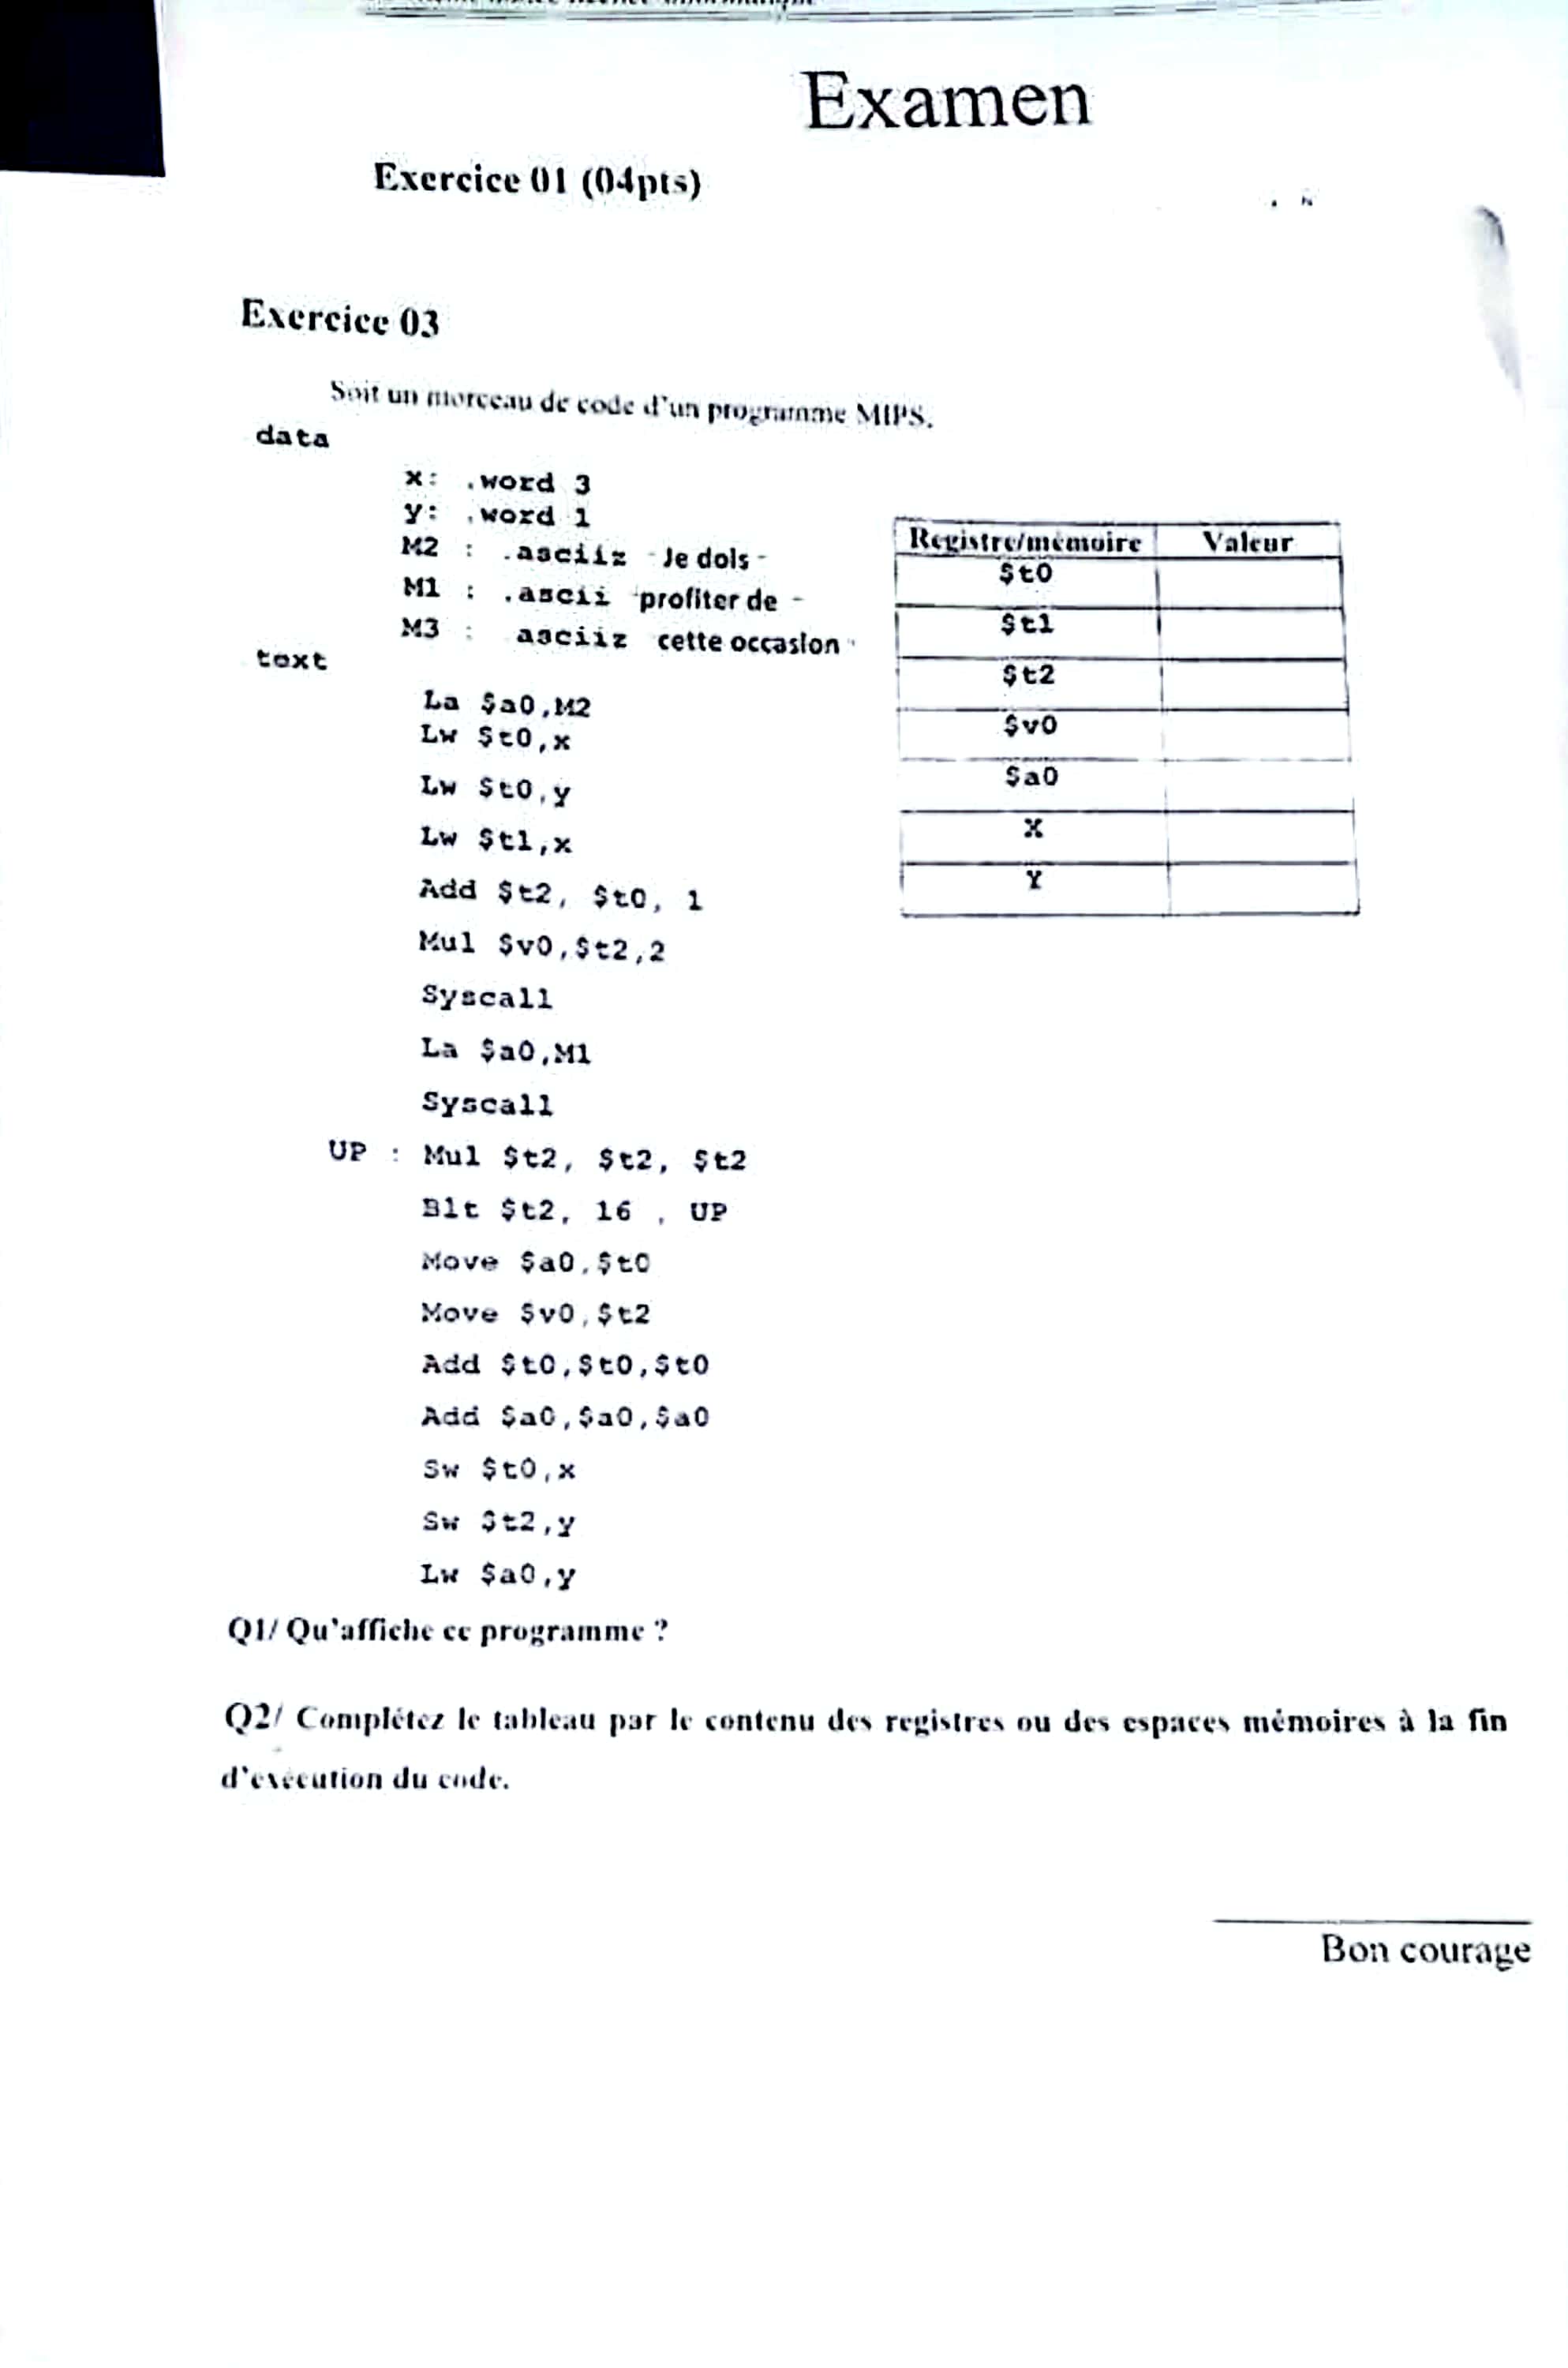 Examen
Exercice 01 (04pts)
Exercice 03
Soit un morceau de code d'un programme MIPS.
data
x: .word 3
y: .word 1
M2 : .asciiz "Je dois "
M1 : .ascii "profiter de "
M3 : asciiz "cette occasion"
text
La $a0,M2
Lw $t0,x
Lw $t0,y
Lw $t1,x
Add $t2, $t0, 1
Mul $v0,$t2,2
Syscall
La $a0,M1
Syscall
UP : Mul $t2, $t2, $t2
Blt $t2, 16 , UP
Move $a0,$t0
Move $v0,$t2
Add $t0,$t0,$t0
Add $a0,$a0,$a0
Sw $t0,x
Sw $t2,y
Lw $a0,y
Registre/mémoire Valeur
$t0
$t1
$t2
$v0
$a0
X
Y
Q1/ Qu'affiche ce programme ?
Q2/ Complétez le tableau par le contenu des registres ou des espaces mémoires à la fin
d'exécution du code.
Bon courage